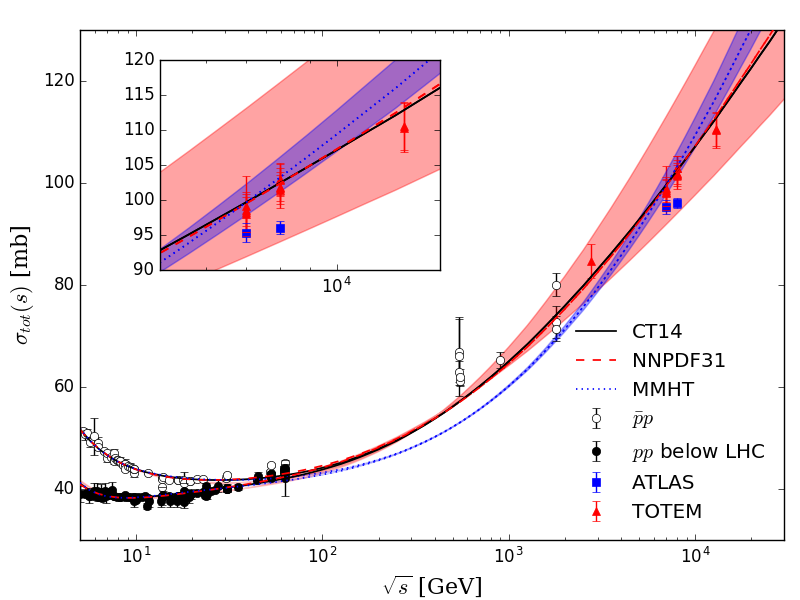 σ_tot(s) [mb]
120
100
80
60
40
120
115
110
105
100
95
90
10^4
CT14
NNPDF31
MMHT
p̄p
pp below LHC
ATLAS
TOTEM
10^1 10^2 10^3 10^4
√s [GeV]